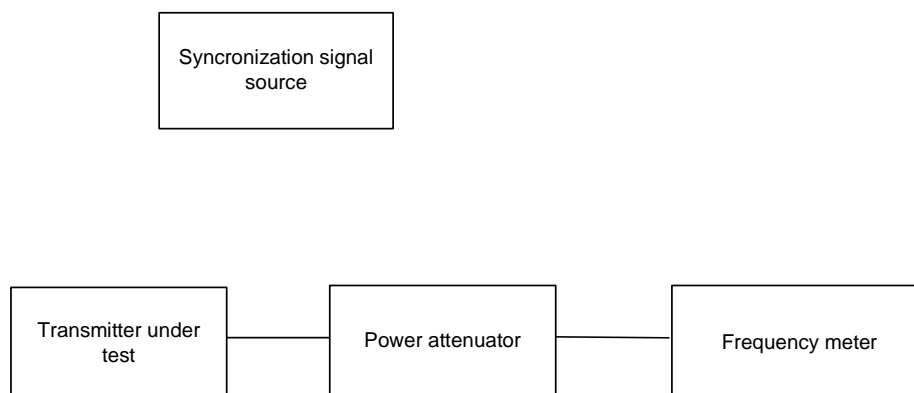 Syncronization signal
source
Transmitter under
test
Power attenuator
Frequency meter